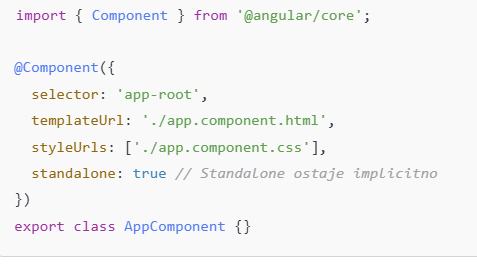 import { Component } from '@angular/core';
@Component({
selector: 'app-root',
templateUrl: './app.component.html',
styleUrls: ['./app.component.css'],
standalone: true // Standalone ostaje implicitno
})
export class AppComponent {}